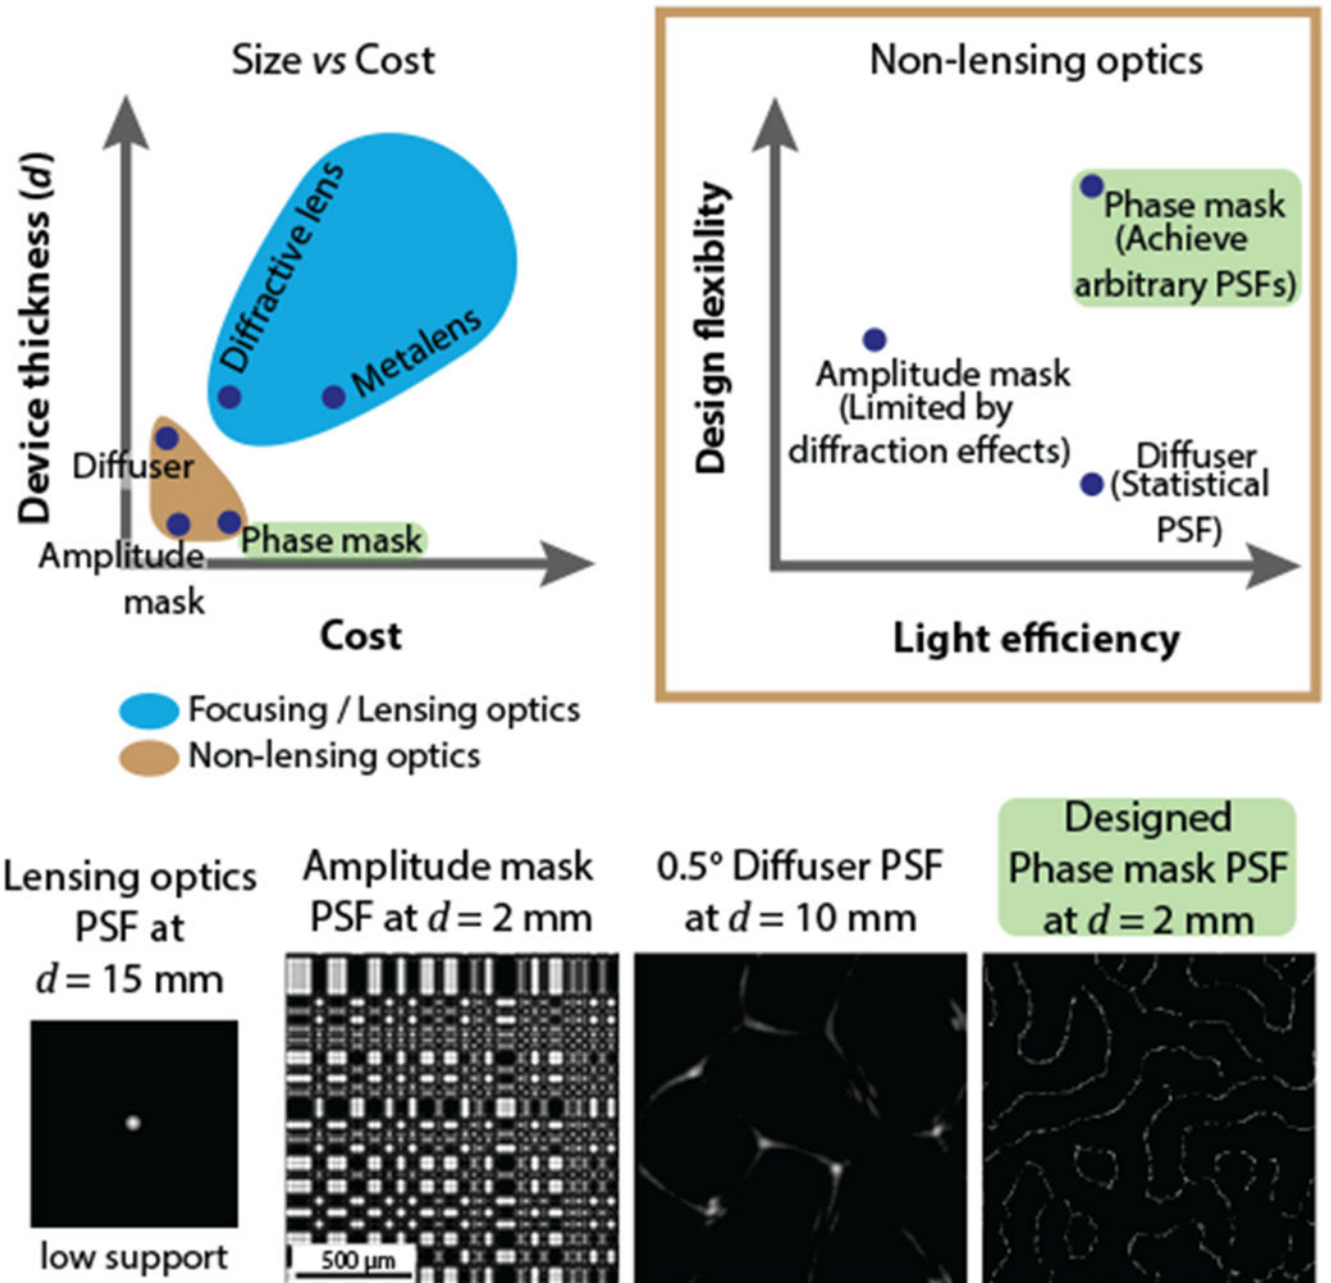 Size vs Cost
Device thickness (d)
Diffractive lens
Metalens
Diffuser
Amplitude
mask
Phase mask
Cost
Focusing / Lensing optics
Non-lensing optics
Non-lensing optics
Design flexiblity
Phase mask
(Achieve
arbitrary PSFs)
Amplitude mask
(Limited by
diffraction effects)
Diffuser
(Statistical
PSF)
Light efficiency
Lensing optics
PSF at
d = 15 mm
low support
Amplitude mask
PSF at d = 2 mm
500 μm
0.5° Diffuser PSF
at d = 10 mm
Designed
Phase mask PSF
at d = 2 mm